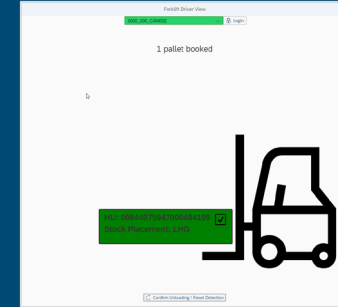 Forklift Driver View
Login
1 pallet booked
Stock Placement: LHO
Confirm Unloading / Reset Detection